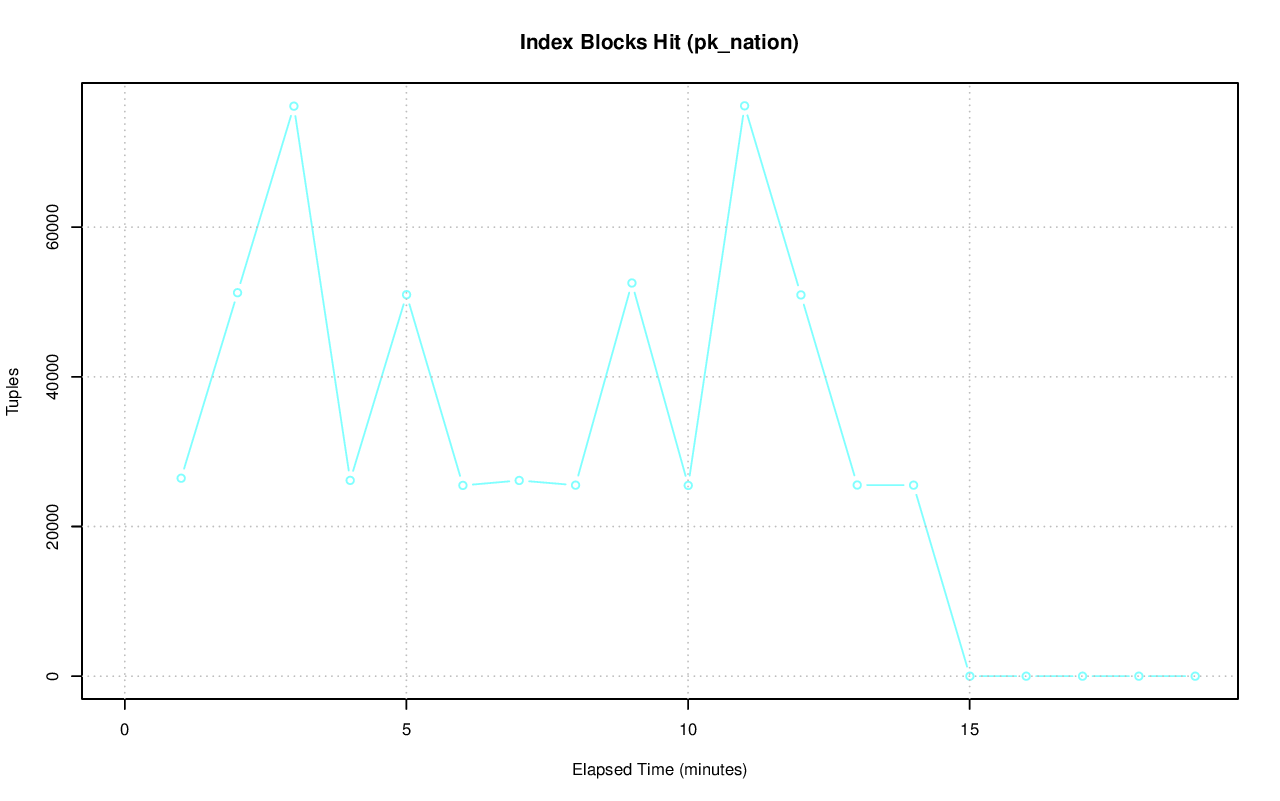 Index Blocks Hit (pk_nation)
Tuples
60000
40000
20000
0
0 5 10 15
Elapsed Time (minutes)